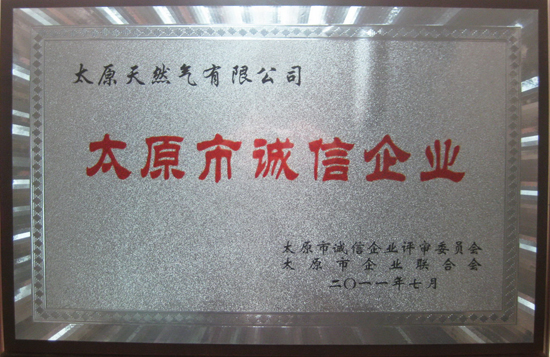 太原天然气有限公司
太原市诚信企业
太原市诚信企业评审委员会
太原市企业联合会
二〇一一年七月